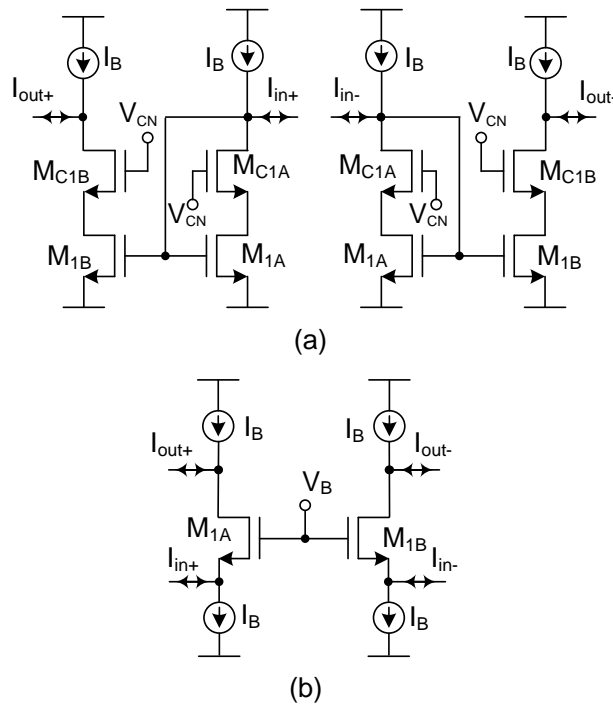 I_B I_B I_B I_B
I_out+ I_in+ I_in- I_out-
V_CN V_CN
M_C1B M_C1A M_C1A M_C1B
V_CN V_CN
M_1B M_1A M_1A M_1B
(a)
I_B I_B
I_out+ I_out-
V_B
M_1A M_1B
I_in+ I_in-
I_B I_B
(b)